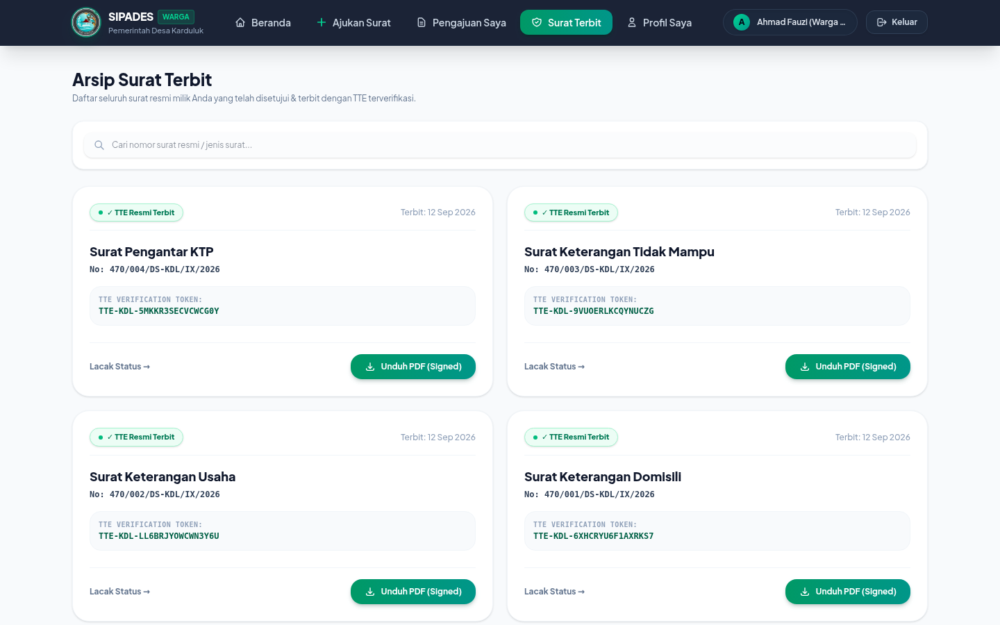 SIPADES WARGA
Pemerintah Desa Karduluk
Beranda
Ajukan Surat
Pengajuan Saya
Surat Terbit
Profil Saya
A Ahmad Fauzi (Warga ...
Keluar
Arsip Surat Terbit
Daftar seluruh surat resmi milik Anda yang telah disetujui & terbit dengan TTE terverifikasi.
Cari nomor surat resmi / jenis surat...
✓ TTE Resmi Terbit
Terbit: 12 Sep 2026
Surat Pengantar KTP
No: 470/004/DS-KDL/IX/2026
TTE VERIFICATION TOKEN:
TTE-KDL-5MKKR3SECVCWCG0Y
Lacak Status →
Unduh PDF (Signed)
✓ TTE Resmi Terbit
Terbit: 12 Sep 2026
Surat Keterangan Tidak Mampu
No: 470/003/DS-KDL/IX/2026
TTE VERIFICATION TOKEN:
TTE-KDL-9VUOERLKCQYNUCZG
Lacak Status →
Unduh PDF (Signed)
✓ TTE Resmi Terbit
Terbit: 12 Sep 2026
Surat Keterangan Usaha
No: 470/002/DS-KDL/IX/2026
TTE VERIFICATION TOKEN:
TTE-KDL-LL6BRJYOWCWN3Y6U
Lacak Status →
Unduh PDF (Signed)
✓ TTE Resmi Terbit
Terbit: 12 Sep 2026
Surat Keterangan Domisili
No: 470/001/DS-KDL/IX/2026
TTE VERIFICATION TOKEN:
TTE-KDL-6XHCRYU6F1AXRKS7
Lacak Status →
Unduh PDF (Signed)